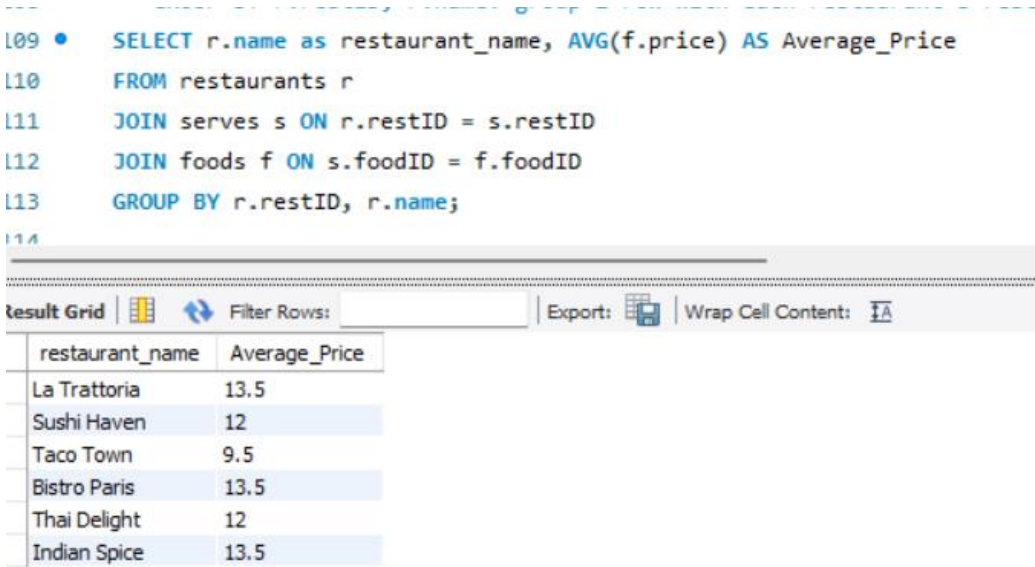 109 SELECT r.name as restaurant_name, AVG(f.price) AS Average_Price
110 FROM restaurants r
111 JOIN serves s ON r.restID = s.restID
112 JOIN foods f ON s.foodID = f.foodID
113 GROUP BY r.restID, r.name;
114
Result Grid Filter Rows: Export: Wrap Cell Content: IA
restaurant_name Average_Price
La Trattoria 13.5
Sushi Haven 12
Taco Town 9.5
Bistro Paris 13.5
Thai Delight 12
Indian Spice 13.5